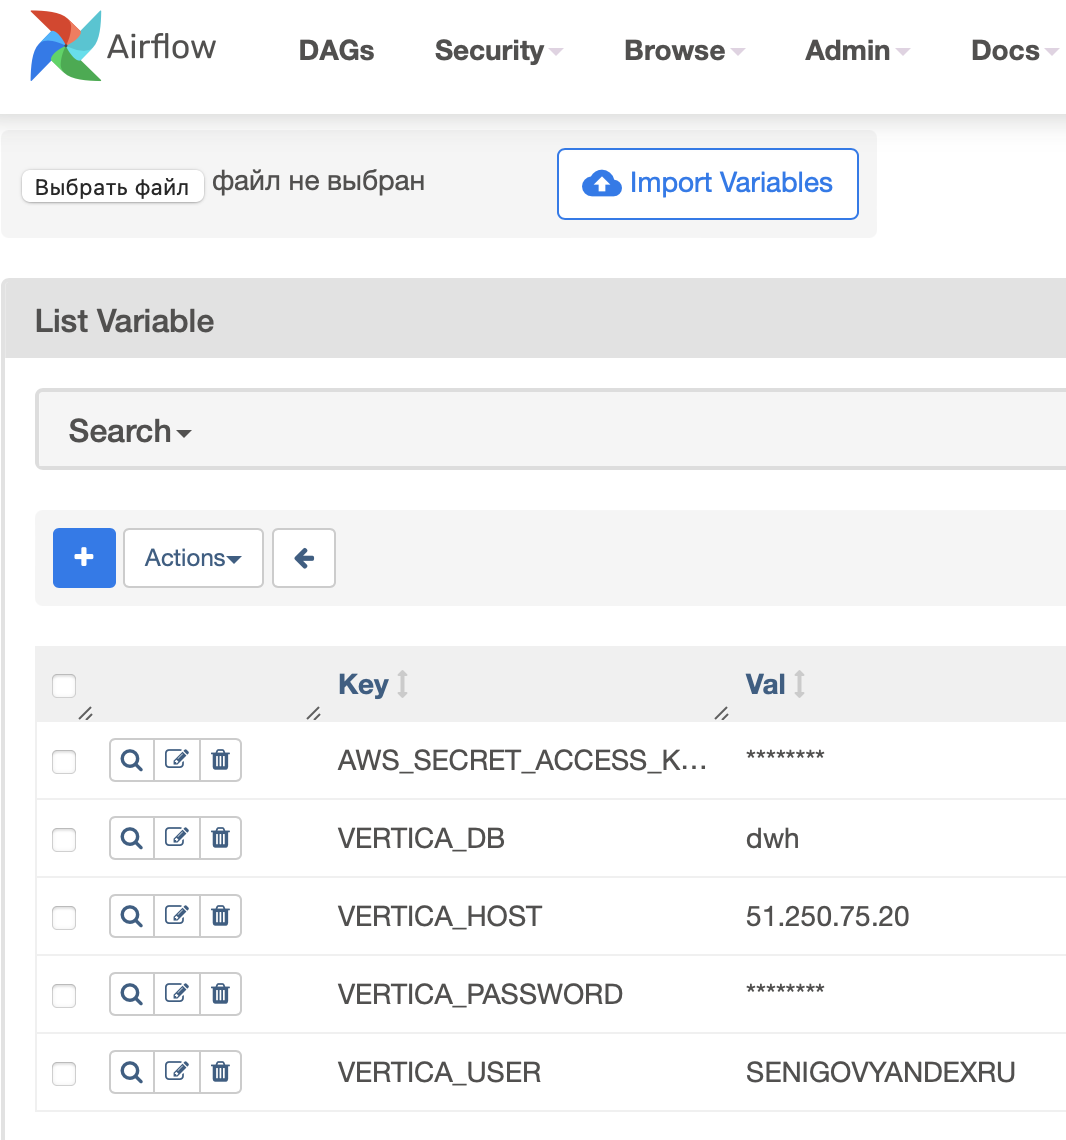 Airflow DAGs Security Browse Admin Docs
Выбрать файл файл не выбран Import Variables
List Variable
Search
+ Actions
Key Val
AWS_SECRET_ACCESS_K... ********
VERTICA_DB dwh
VERTICA_HOST 51.250.75.20
VERTICA_PASSWORD ********
VERTICA_USER SENIGOVYANDEXRU